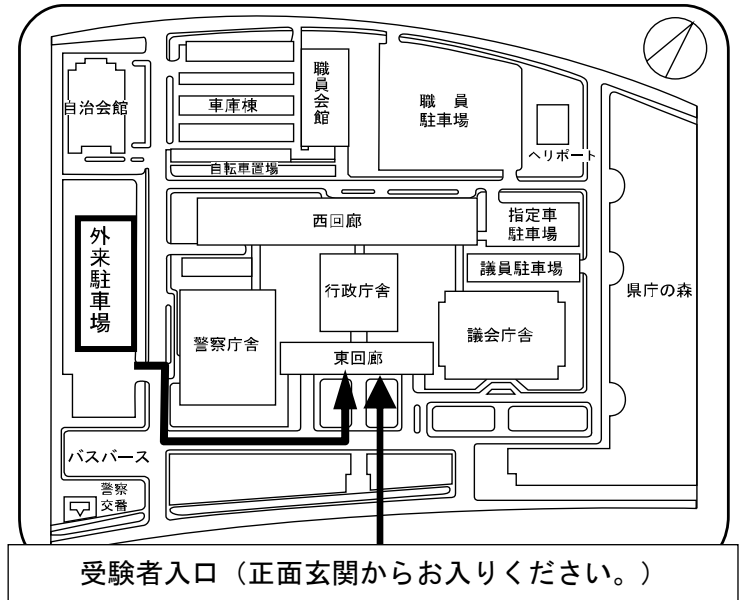 自治会館
車庫棟
職員会館
職　員
駐車場
ヘリポート
自転車置場
外来駐車場
西回廊
指定車
駐車場
議員駐車場
行政庁舎
県庁の森
警察庁舎
議会庁舎
東回廊
バスバース
警察
交番
受験者入口（正面玄関からお入りください。）